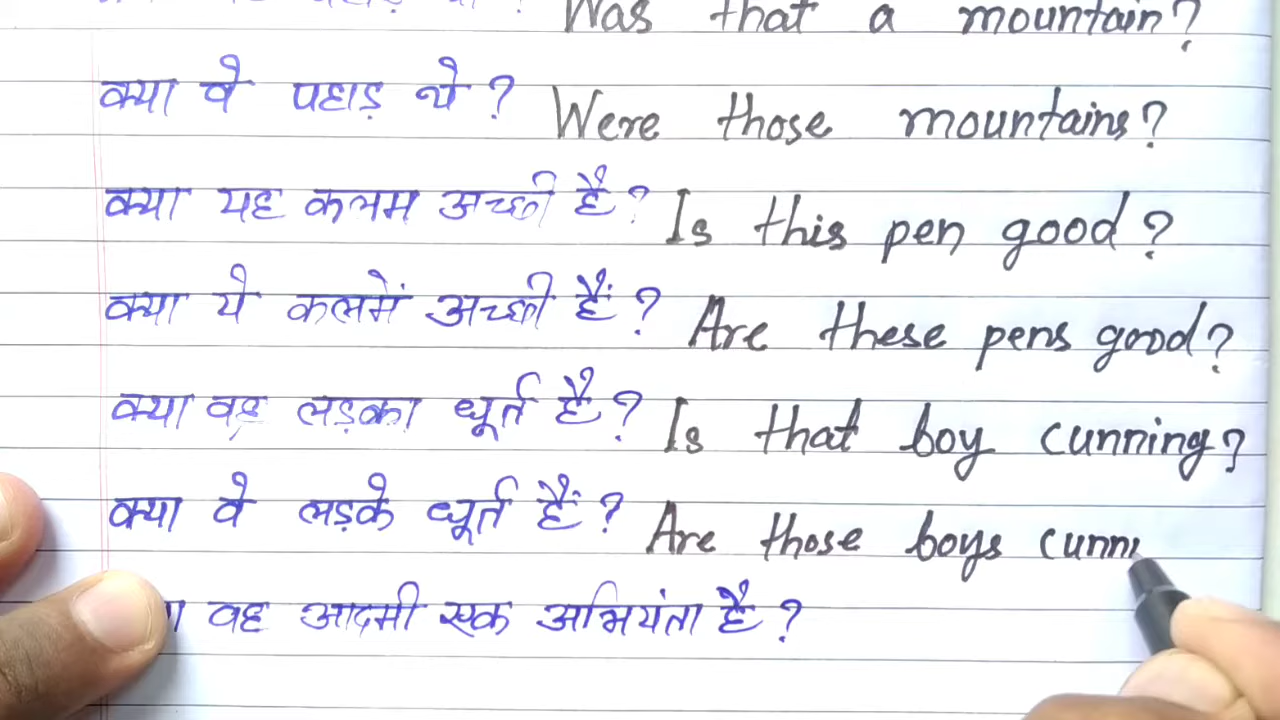 Was that a mountain?
क्या वे पहाड़ थे? Were those mountains?
क्या यह कलम अच्छी है? Is this pen good?
क्या ये कलमें अच्छी हैं? Are these pens good?
क्या वह लड़का धूर्त है? Is that boy cunning?
क्या वे लड़के धूर्त हैं? Are those boys cunni
वह आदमी एक अभियंता है?